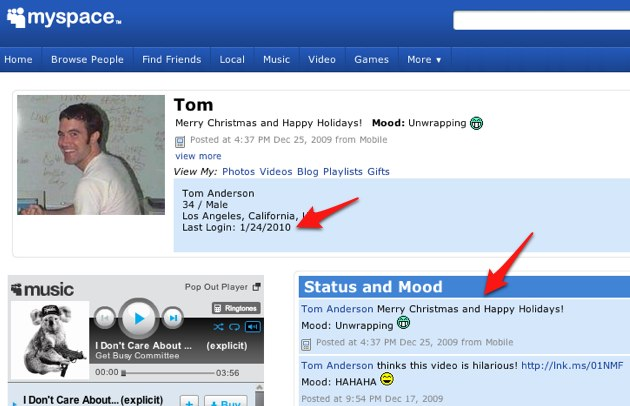 myspace™
Home Browse People Find Friends Local Music Video Games More ▾
Tom
Merry Christmas and Happy Holidays! Mood: Unwrapping
Posted at 4:37 PM Dec 25, 2009 from Mobile
view more
View My: Photos Videos Blog Playlists Gifts
Tom Anderson
34 / Male
Los Angeles, California,
Last Login: 1/24/2010
music
Pop Out Player
Ringtones
I Don't Care About ... (explicit)
Get Busy Committee
00:00 03:56
I Don't Care About... (explicit)
+ Buy
Status and Mood
Tom Anderson Merry Christmas and Happy Holidays!
Mood: Unwrapping
Posted at 4:37 PM Dec 25, 2009 from Mobile
Tom Anderson thinks this video is hilarious! http://lnk.ms/01NMF
Mood: HAHAHA
Posted at 9:54 PM Dec 17, 2009